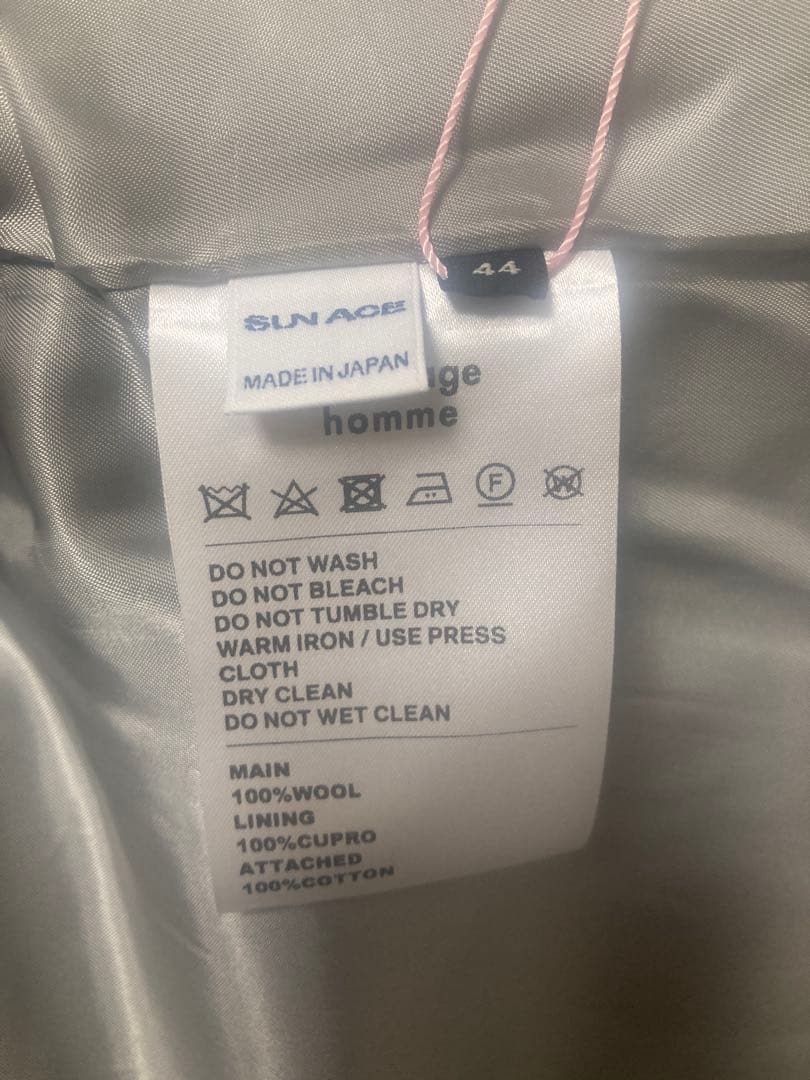 44
SUN ACE
MADE IN JAPAN
homme
F
W
DO NOT WASH
DO NOT BLEACH
DO NOT TUMBLE DRY
WARM IRON / USE PRESS
CLOTH
DRY CLEAN
DO NOT WET CLEAN
MAIN
100%WOOL
LINING
100%CUPRO
ATTACHED
100%COTTON